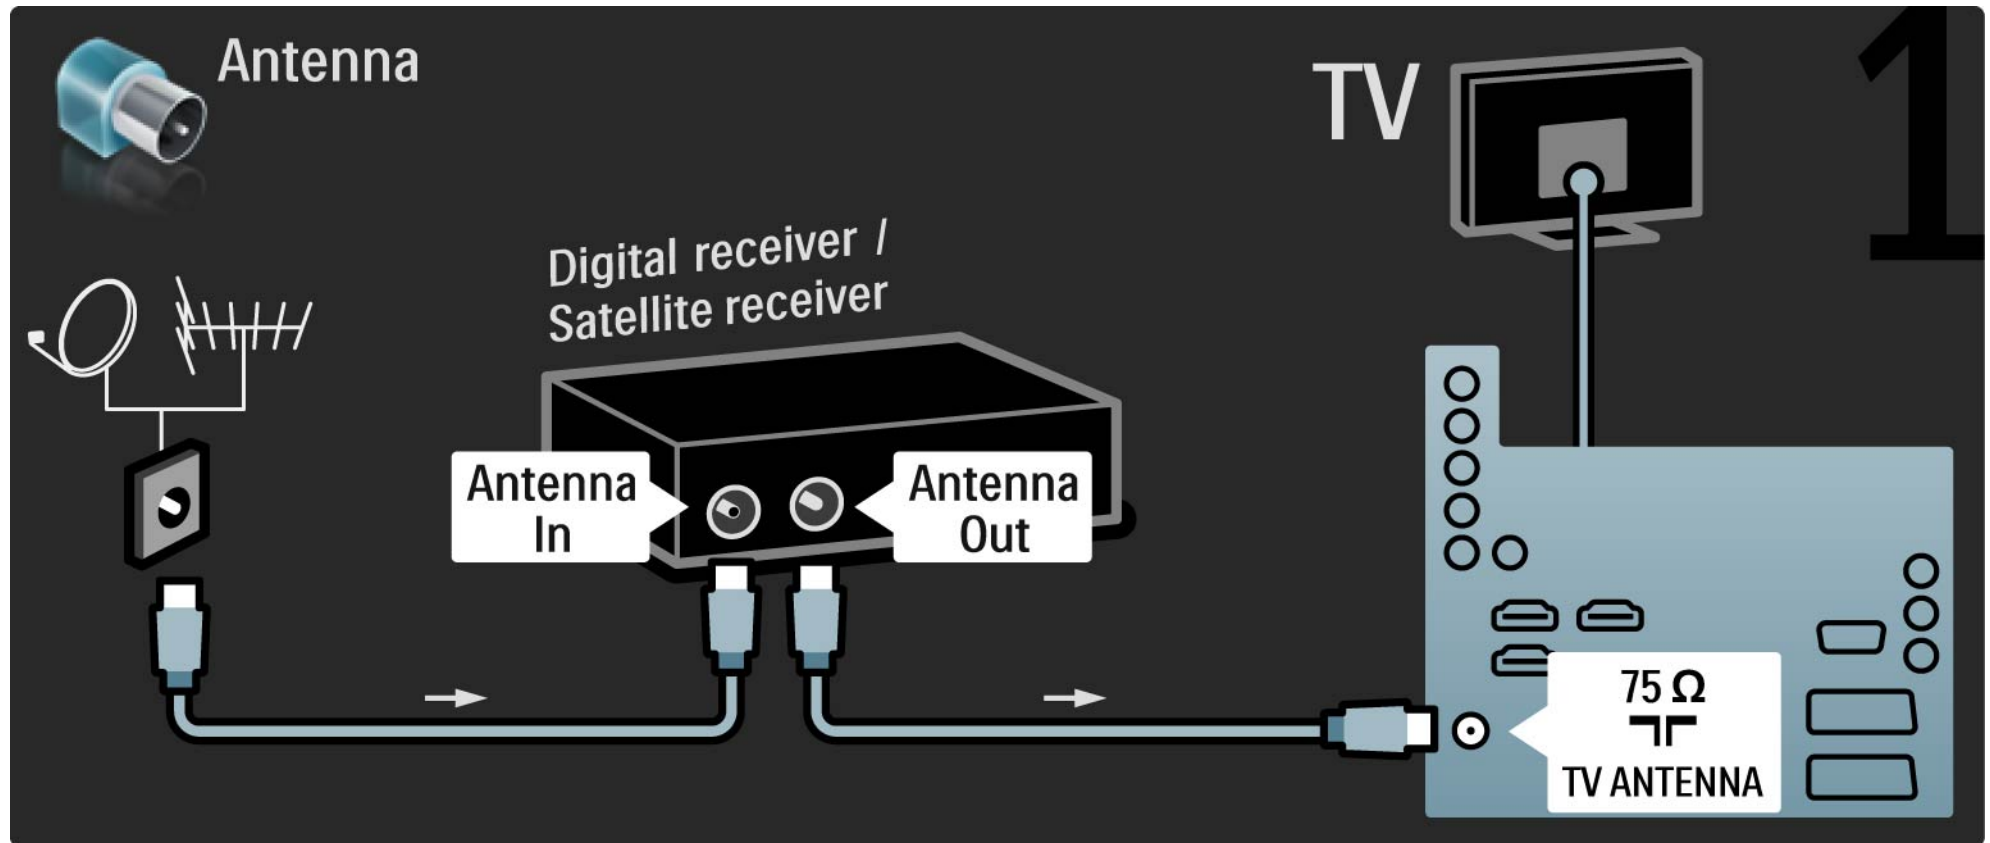 Antenna
TV
1
Digital receiver /
Satellite receiver
Antenna
In
Antenna
Out
75 Ω
TV ANTENNA